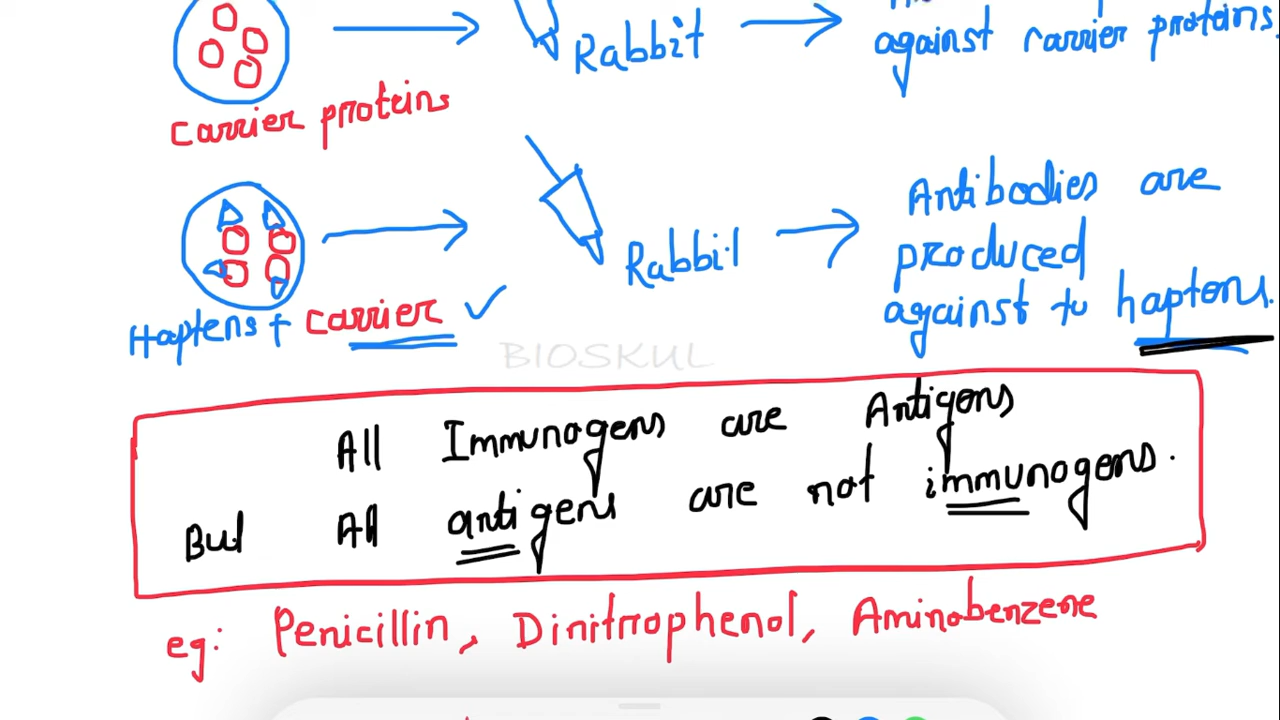 Rabbit
against carrier proteins.
Carrier proteins
Antibodies are
produced
against to haptens.
Rabbit
Haptens + carrier ✓
BIOSKUL
All Immunogens are Antigens
But All antigens are not immunogens.
eg: Penicillin, Dinitrophenol, Aminobenzene